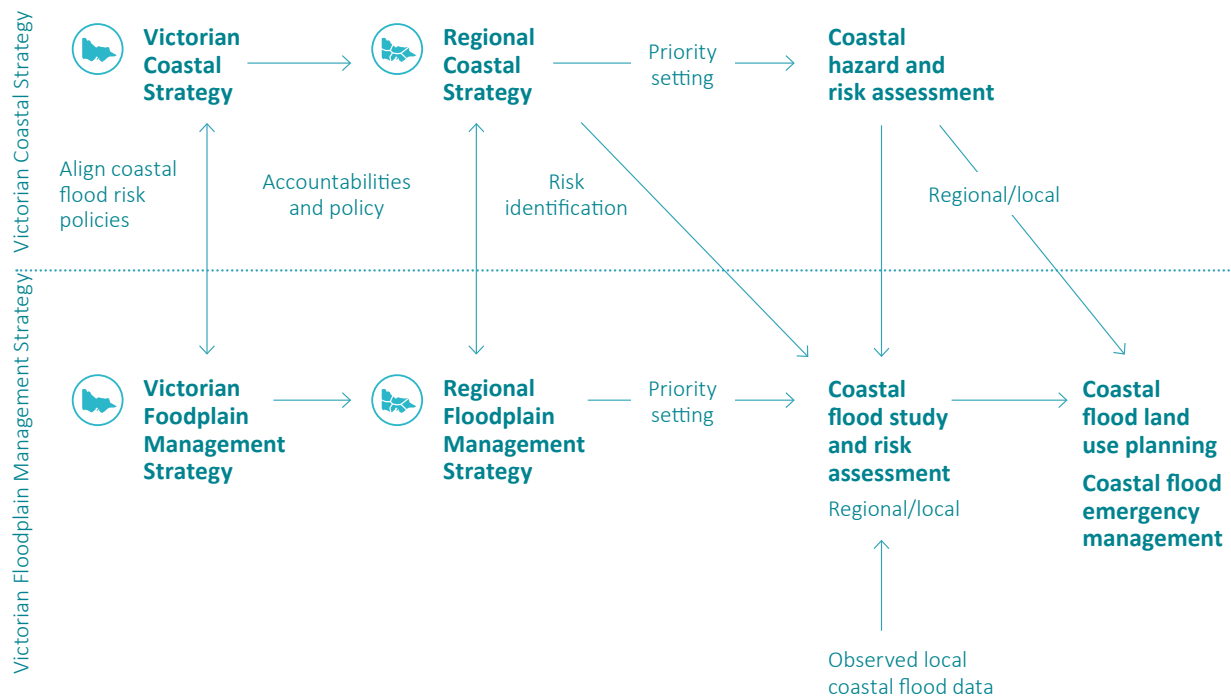 Victorian Coastal Strategy
Victorian
Coastal
Strategy
Regional
Coastal
Strategy
Priority
setting
Coastal
hazard and
risk assessment
Align coastal
flood risk
policies
Accountabilities
and policy
Risk
identification
Regional/local
Victorian Floodplain Management Strategy
Victorian
Foodplain
Management
Strategy
Regional
Floodplain
Management
Strategy
Priority
setting
Coastal
flood study
and risk
assessment
Regional/local
Coastal
flood land
use planning
Coastal flood
emergency
management
Observed local
coastal flood data